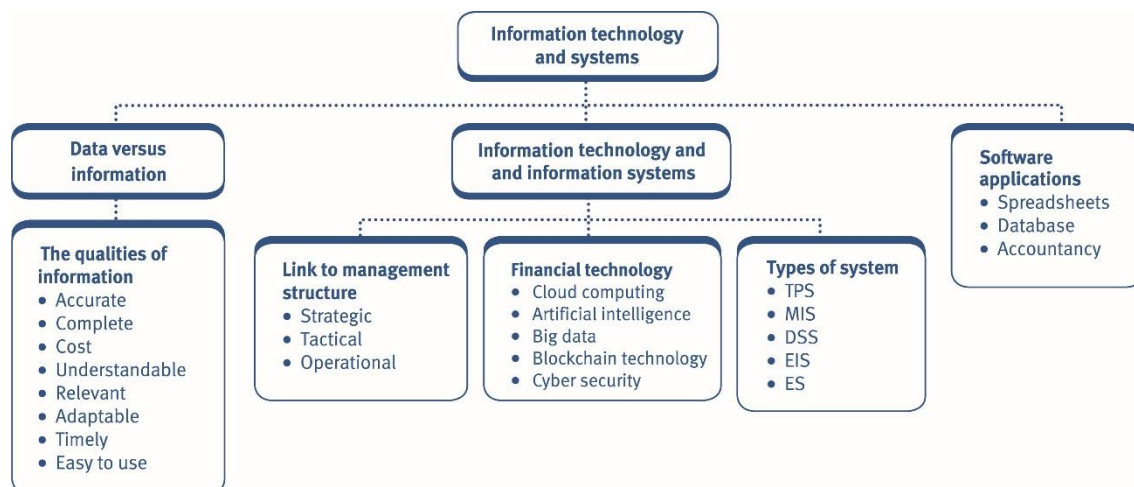 Information technology
and systems
Data versus
information
Information technology and
and information systems
Software
applications
• Spreadsheets
• Database
• Accountancy
The qualities of
information
• Accurate
• Complete
• Cost
• Understandable
• Relevant
• Adaptable
• Timely
• Easy to use
Link to management
structure
• Strategic
• Tactical
• Operational
Financial technology
• Cloud computing
• Artificial intelligence
• Big data
• Blockchain technology
• Cyber security
Types of system
• TPS
• MIS
• DSS
• EIS
• ES